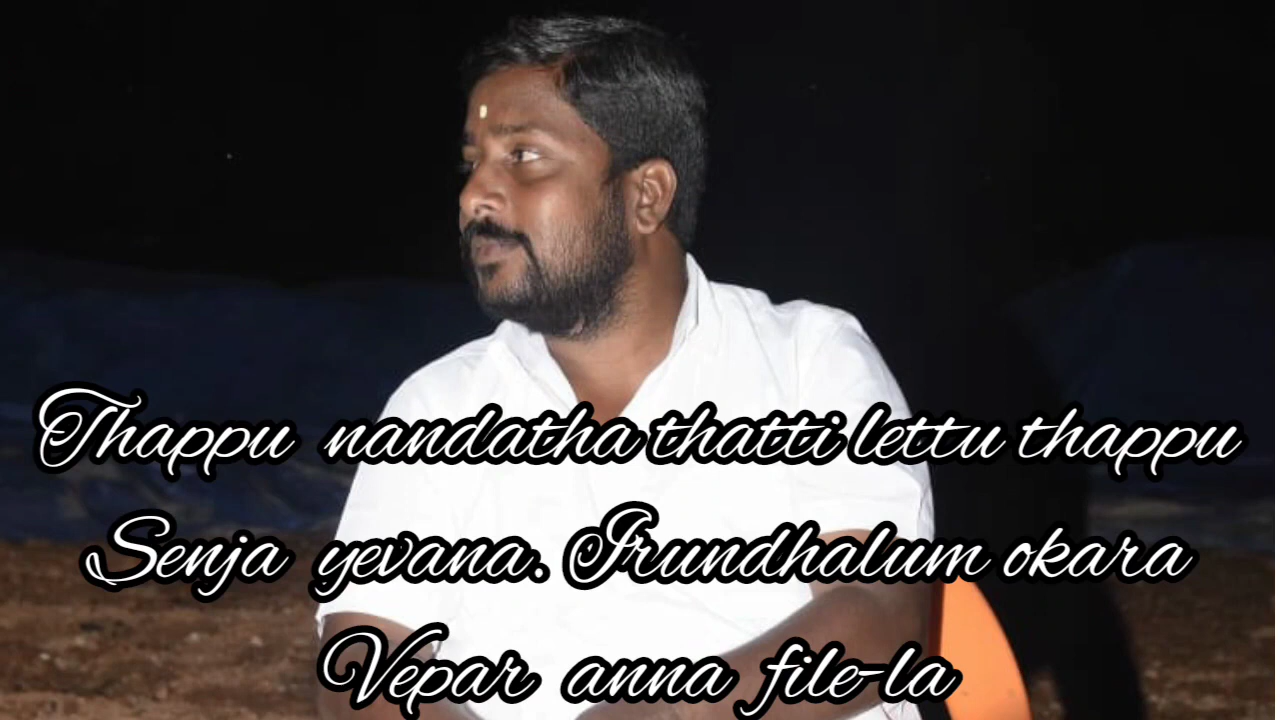 Thappu nandatha thatti lettu thappu
Senja yevana. Irundhalum okara
Vepar anna file-la